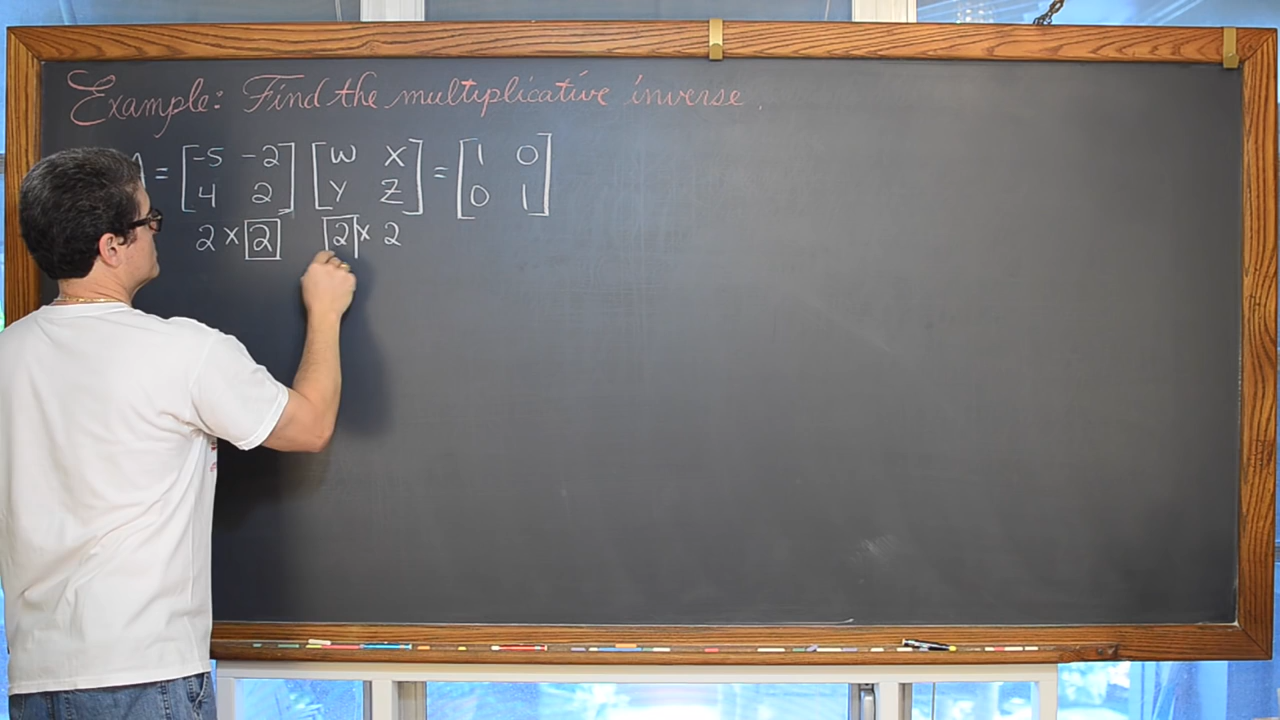 Example: Find the multiplicative inverse.
A = [-5 -2] [W X] = [1 0]
[4 2] [Y Z] [0 1]
2 x 2 2 x 2